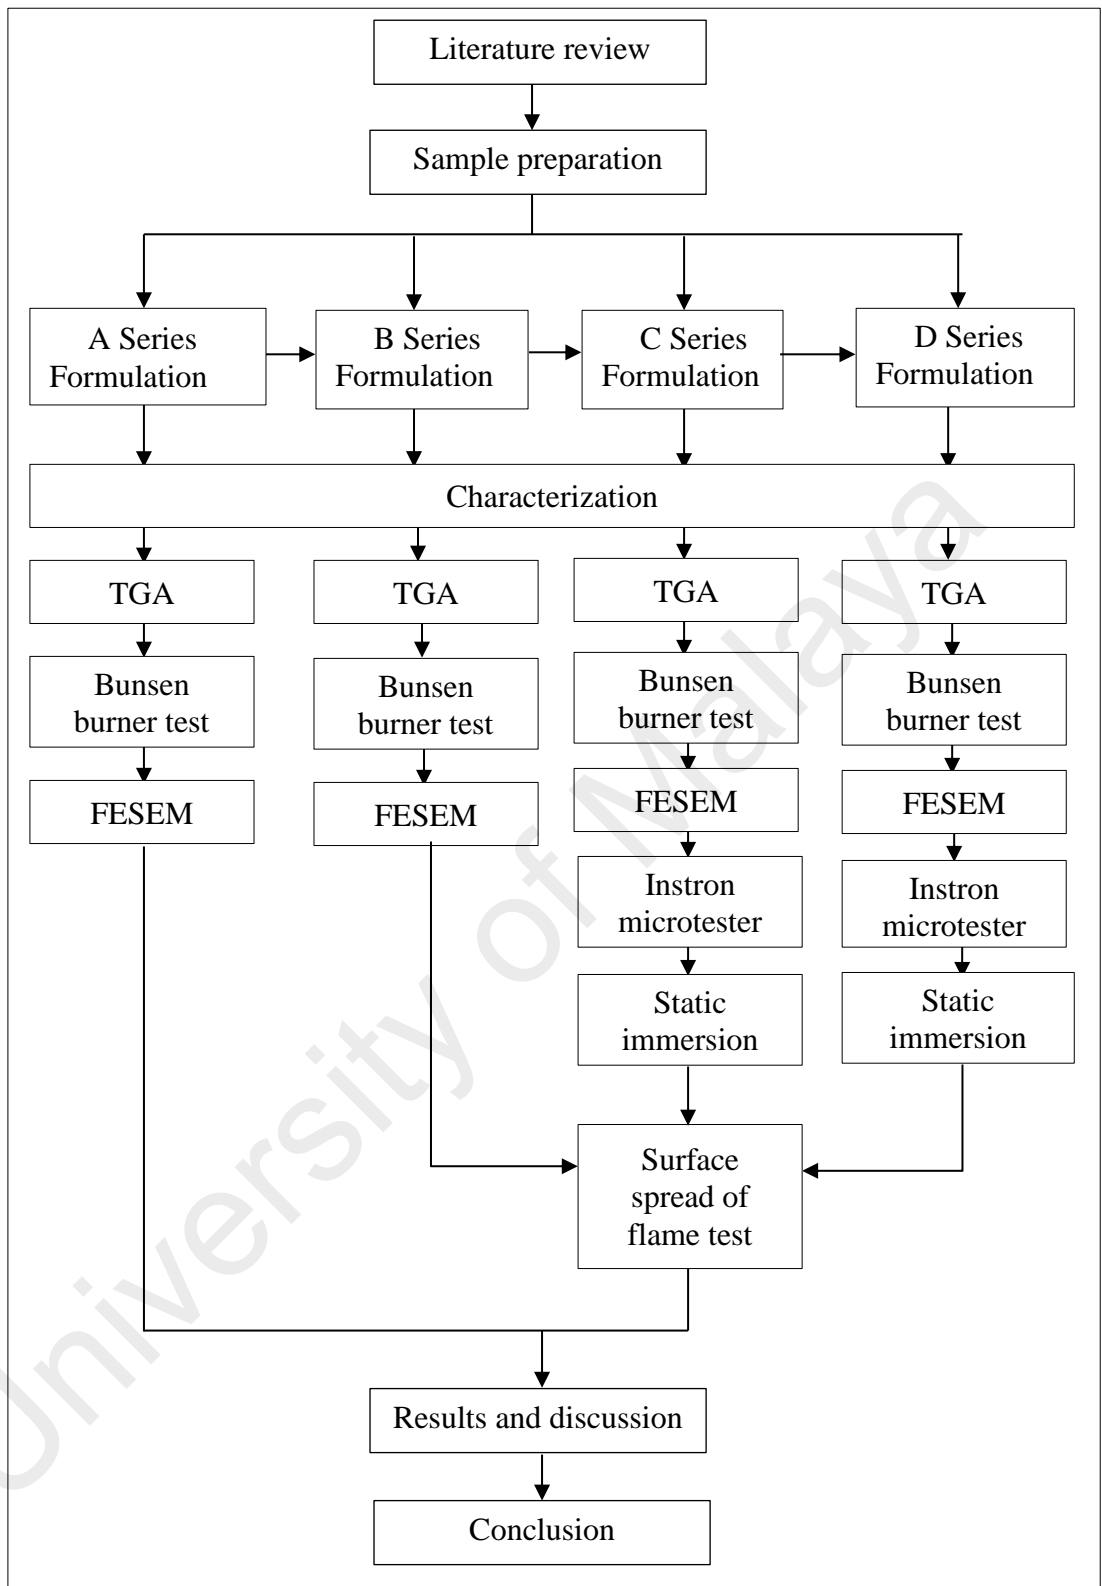 Literature review
Sample preparation
A Series
Formulation
B Series
Formulation
C Series
Formulation
D Series
Formulation
Characterization
TGA
TGA
TGA
TGA
Bunsen
burner test
Bunsen
burner test
Bunsen
burner test
Bunsen
burner test
FESEM
FESEM
FESEM
FESEM
Instron
microtester
Instron
microtester
Static
immersion
Static
immersion
Surface
spread of
flame test
Results and discussion
Conclusion
University of Malaya